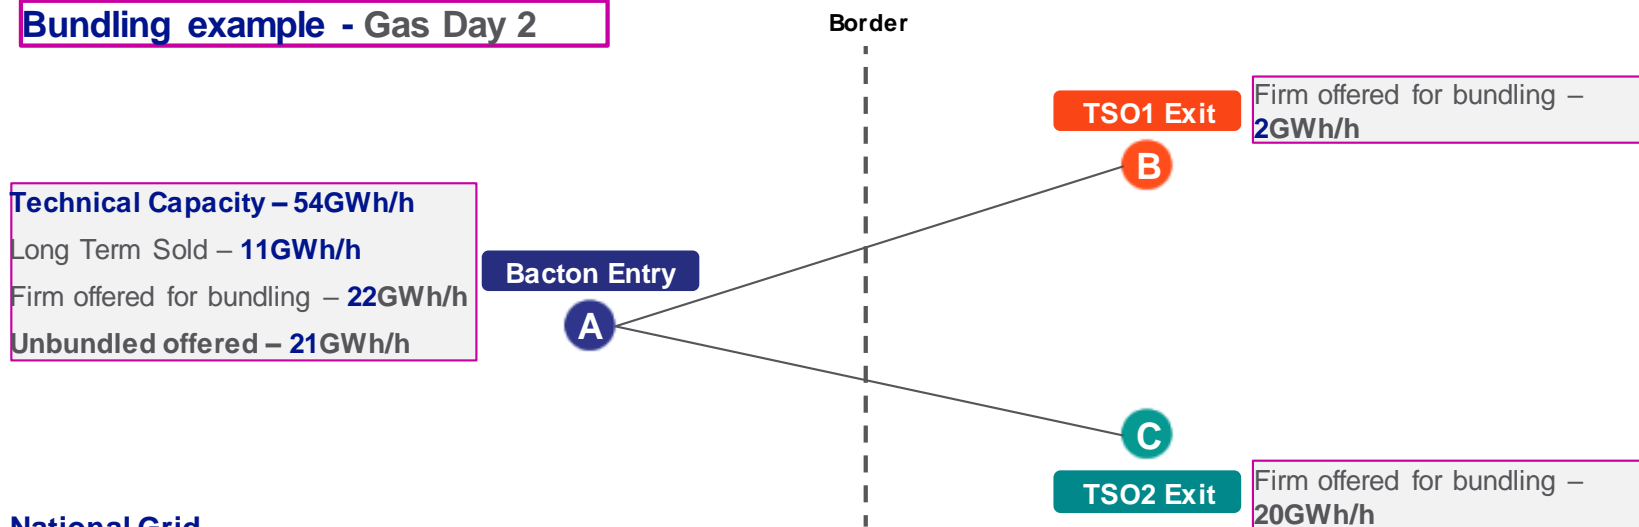 Bundling example - Gas Day 2
Border
TSO1 Exit
Firm offered for bundling –
2GWh/h
B
Technical Capacity – 54GWh/h
Long Term Sold – 11GWh/h
Firm offered for bundling – 22GWh/h
Unbundled offered – 21GWh/h
Bacton Entry
A
C
TSO2 Exit
Firm offered for bundling –
20GWh/h
National Grid